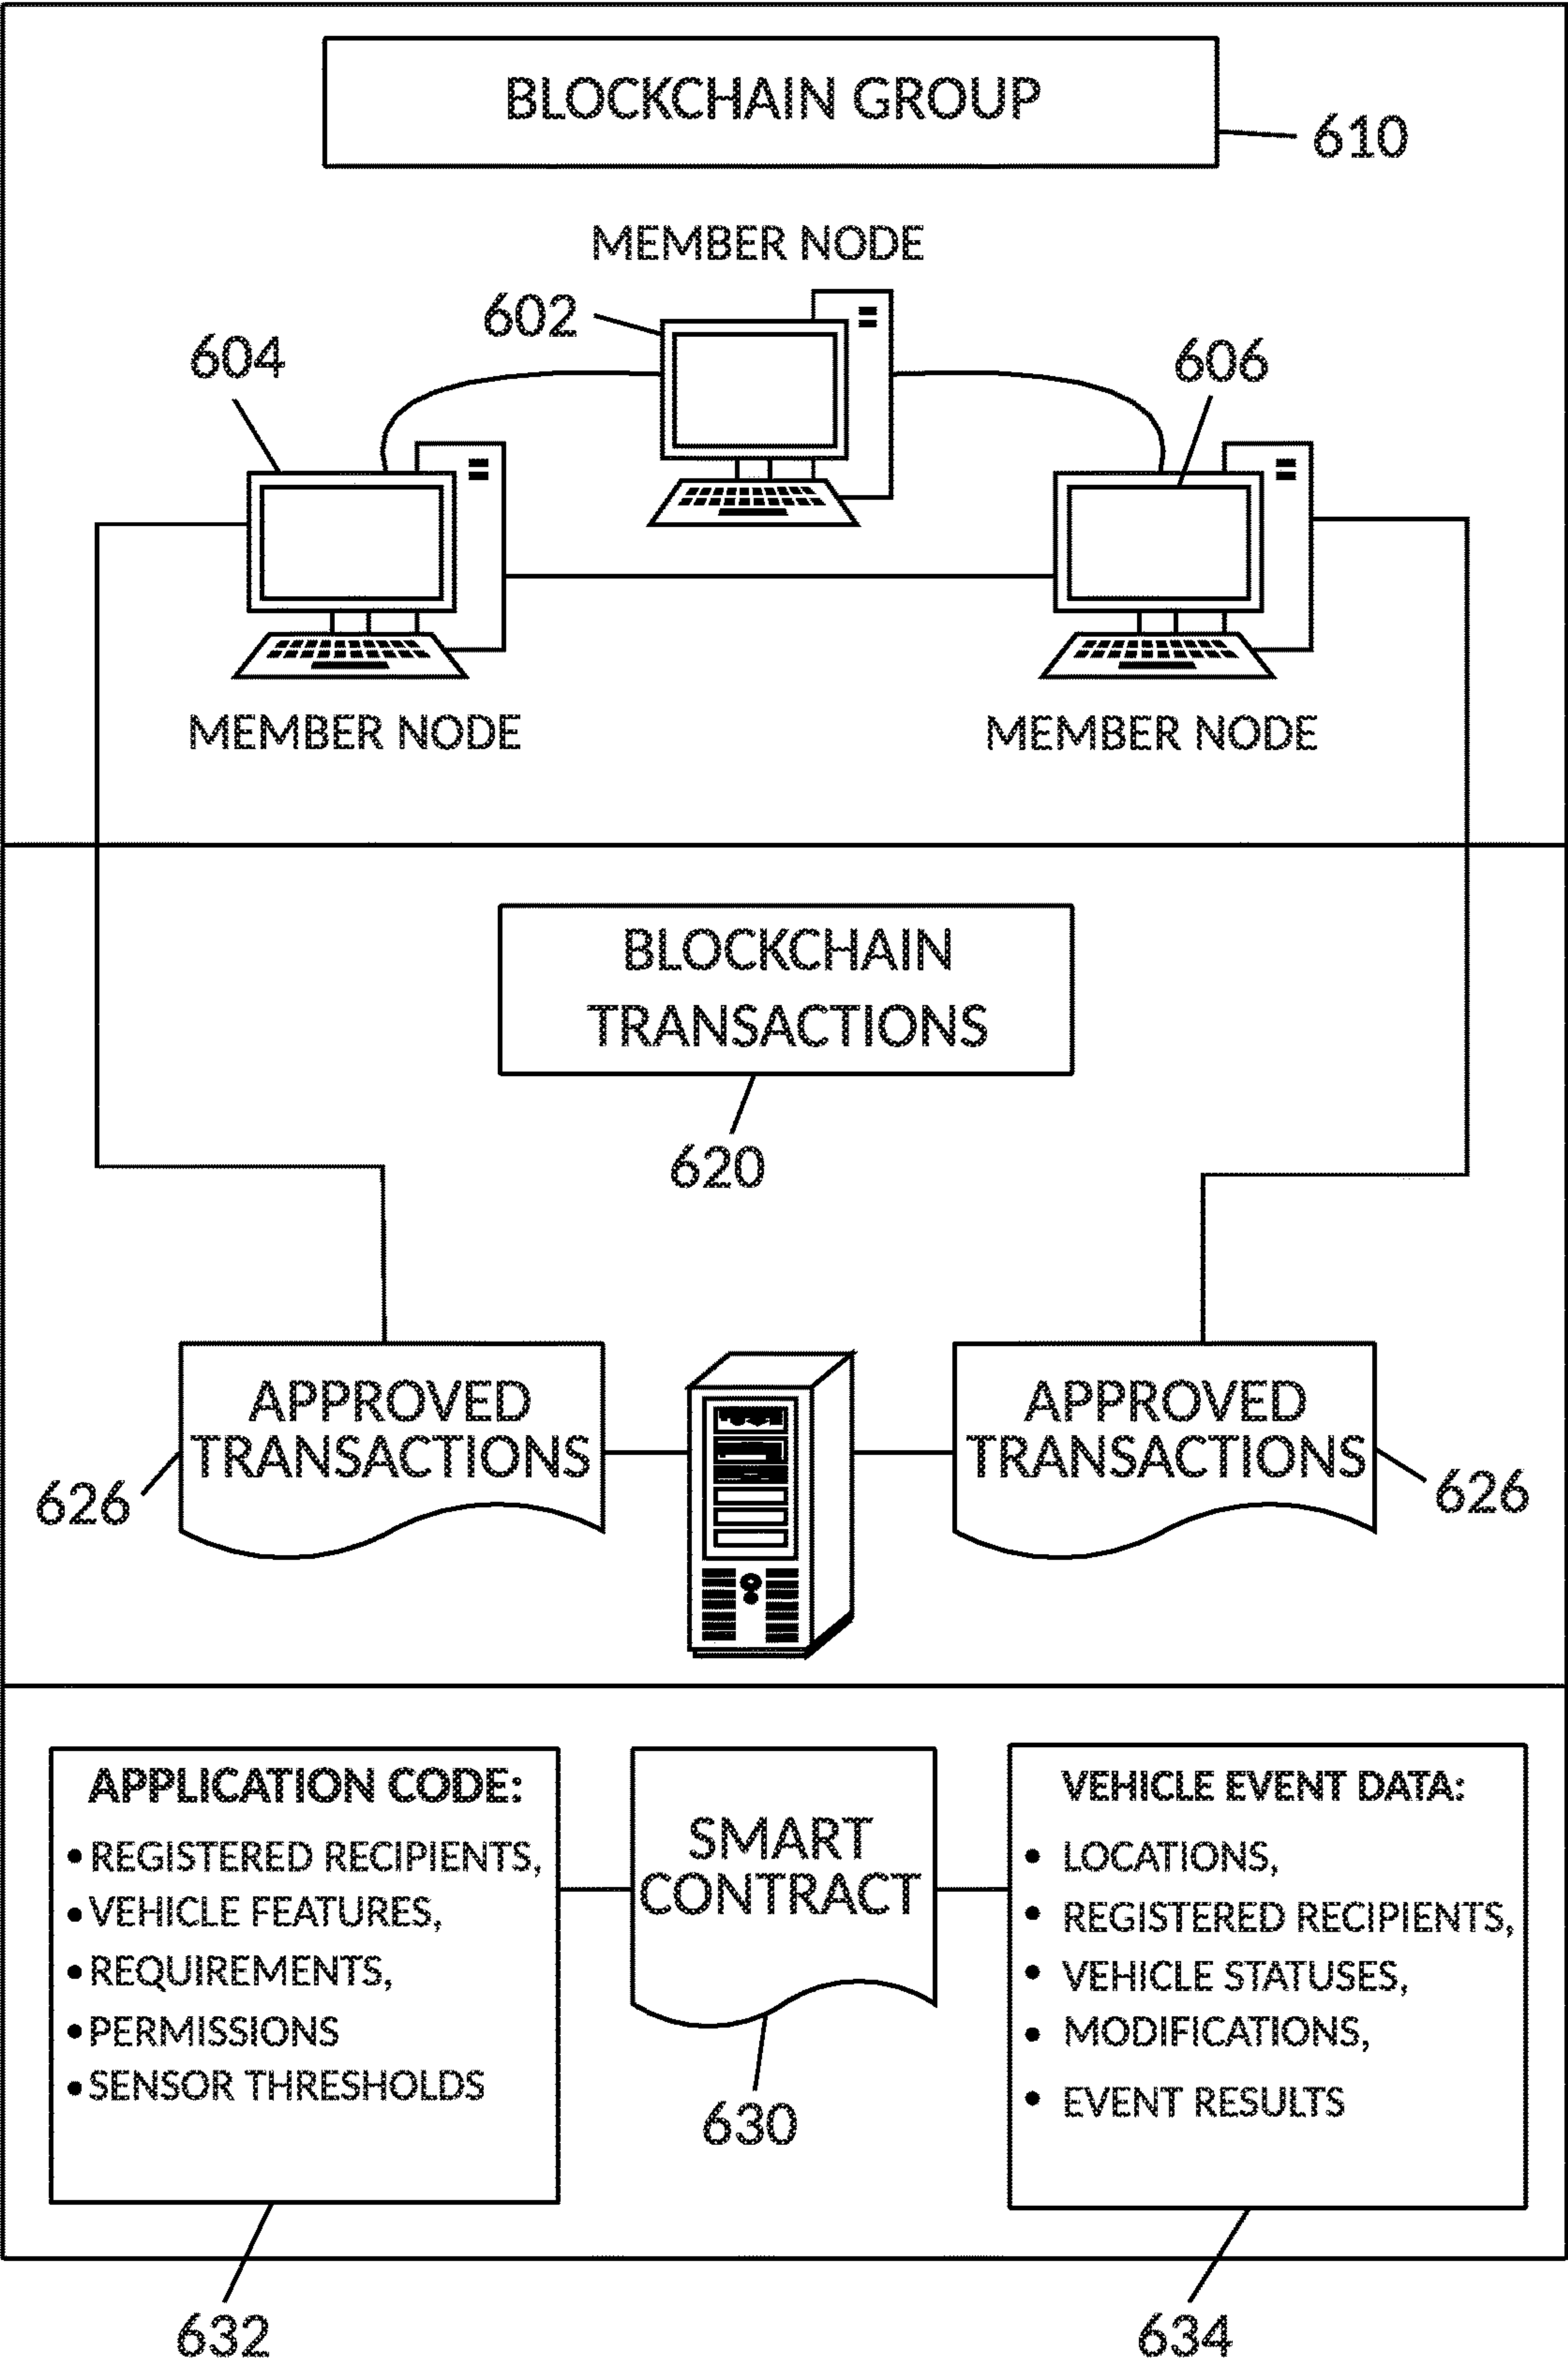 BLOCKCHAIN GROUP
610
MEMBER NODE
602
604
606
MEMBER NODE
MEMBER NODE
BLOCKCHAIN
TRANSACTIONS
620
APPROVED
TRANSACTIONS
626
APPROVED
TRANSACTIONS
626
APPLICATION CODE:
• REGISTERED RECIPIENTS,
• VEHICLE FEATURES,
• REQUIREMENTS,
• PERMISSIONS
• SENSOR THRESHOLDS
SMART
CONTRACT
630
VEHICLE EVENT DATA:
• LOCATIONS,
• REGISTERED RECIPIENTS,
• VEHICLE STATUSES,
• MODIFICATIONS,
• EVENT RESULTS
632
634